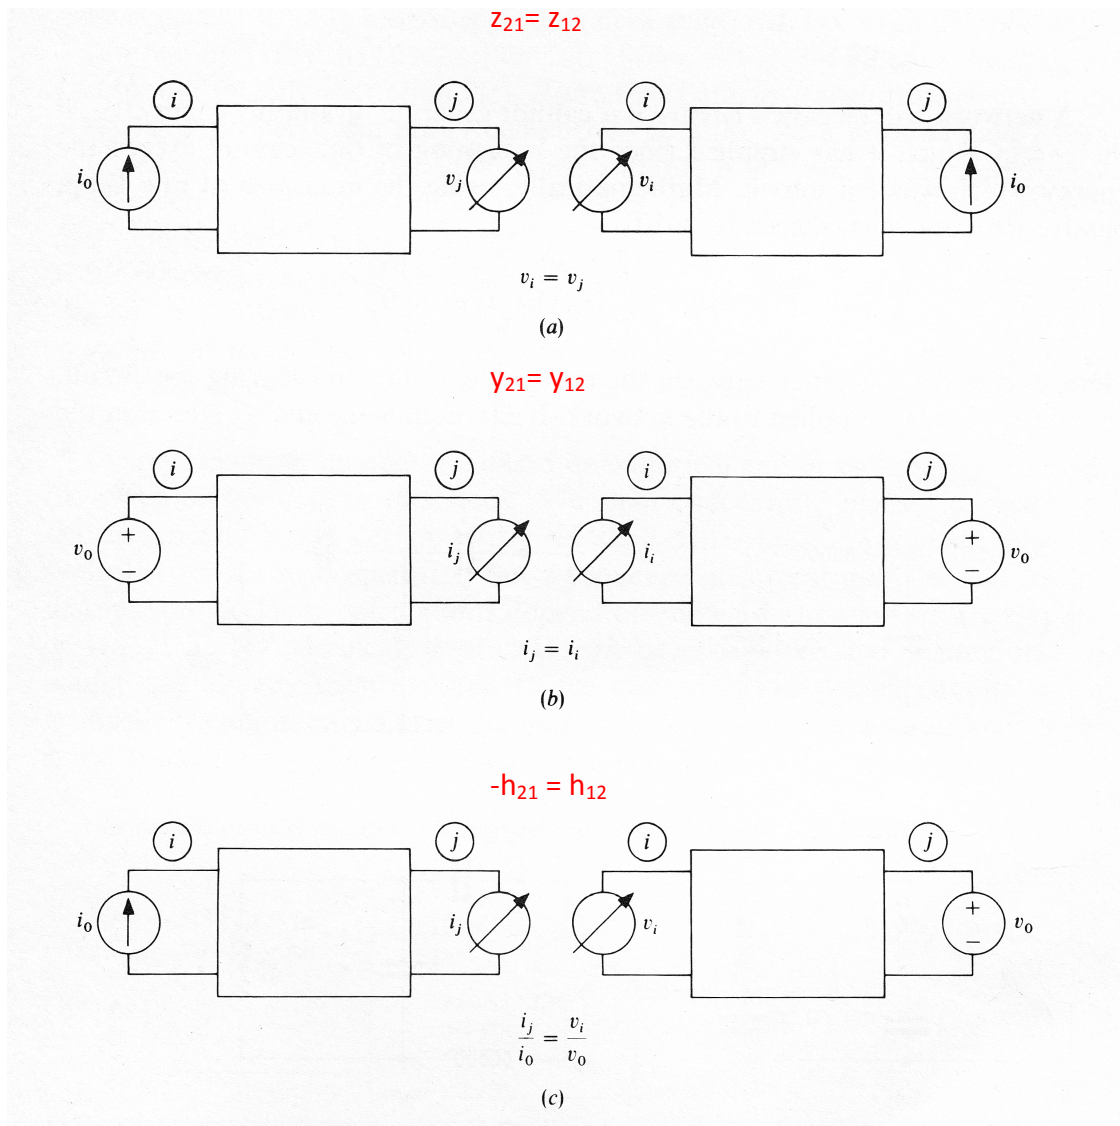 z21= z12
i j i j
i0 vj vi i0
vi = vj
(a)
y21= y12
i j i j
v0 + − ij ii + − v0
ij = ii
(b)
-h21 = h12
i j i j
i0 ij vi + − v0
ij/i0 = vi/v0
(c)